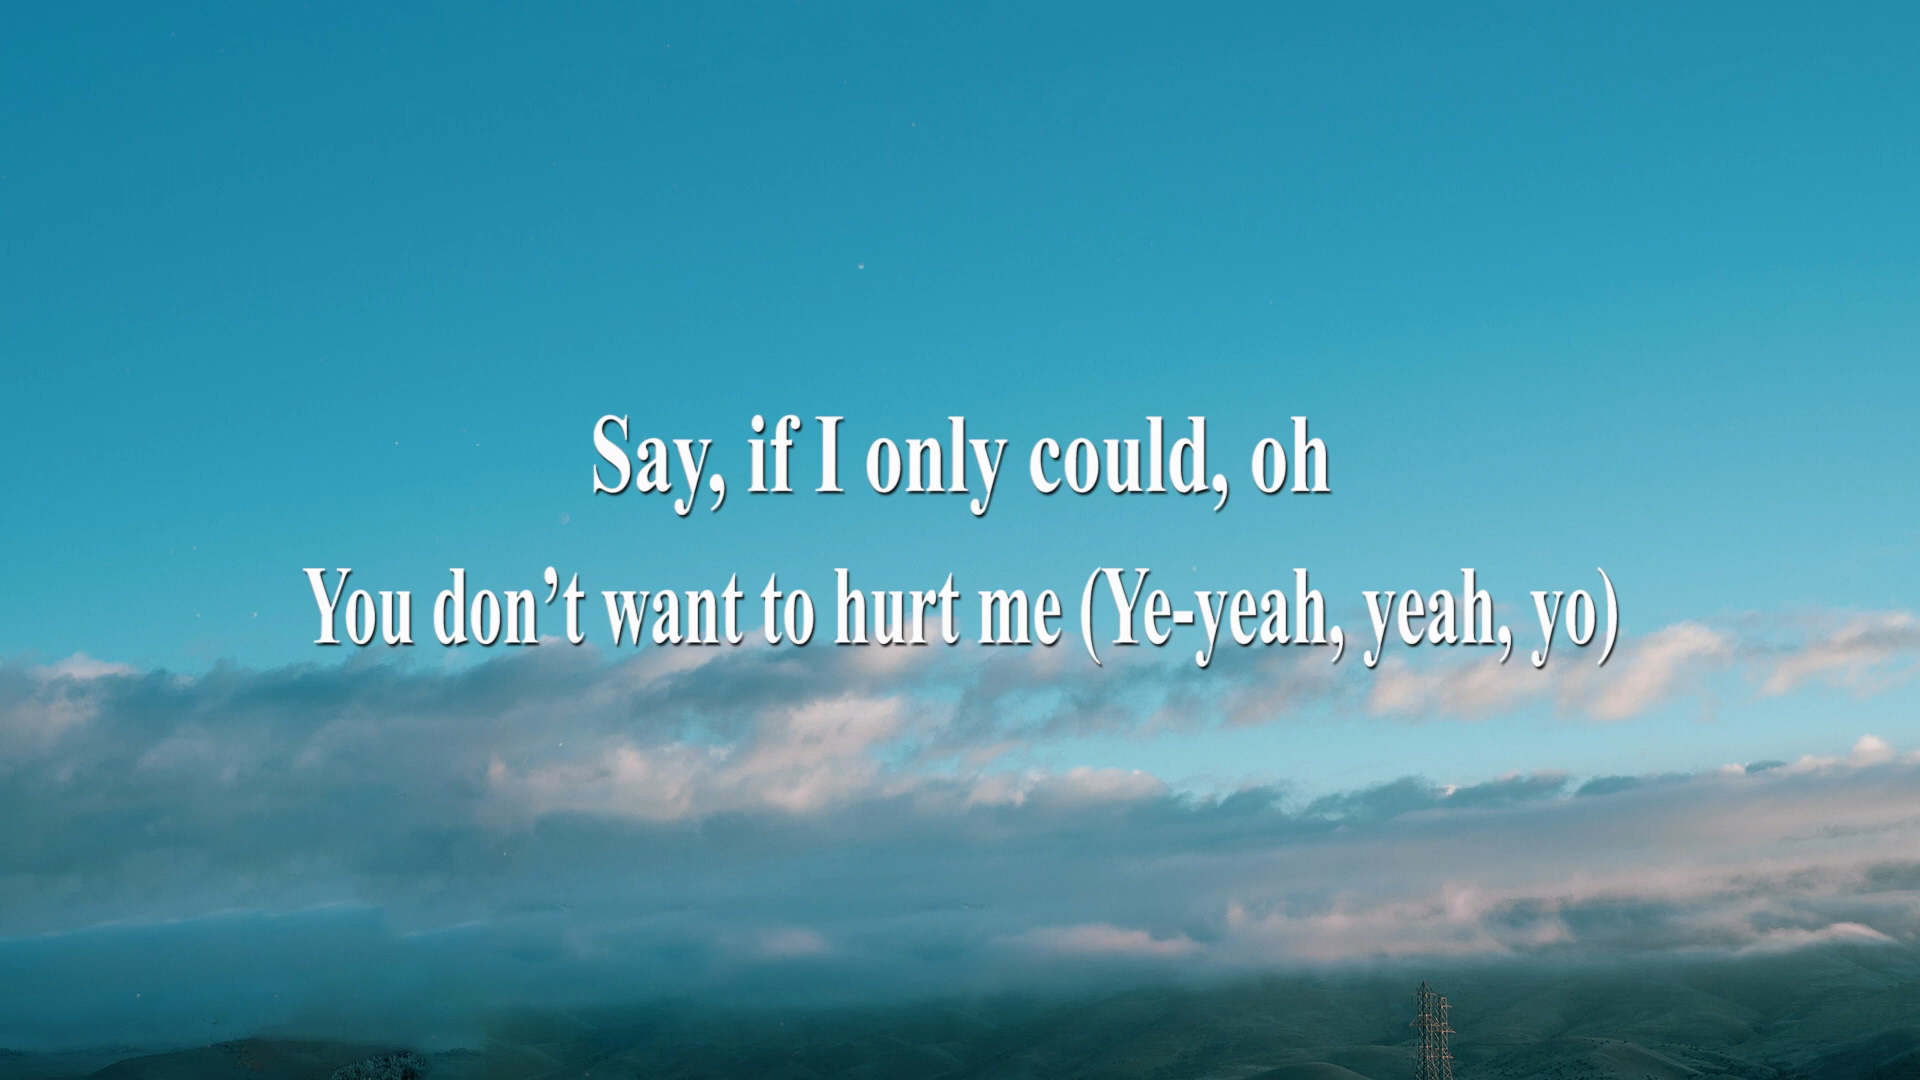 Say, if I only could, oh
You don’t want to hurt me (Ye-yeah, yeah, yo)